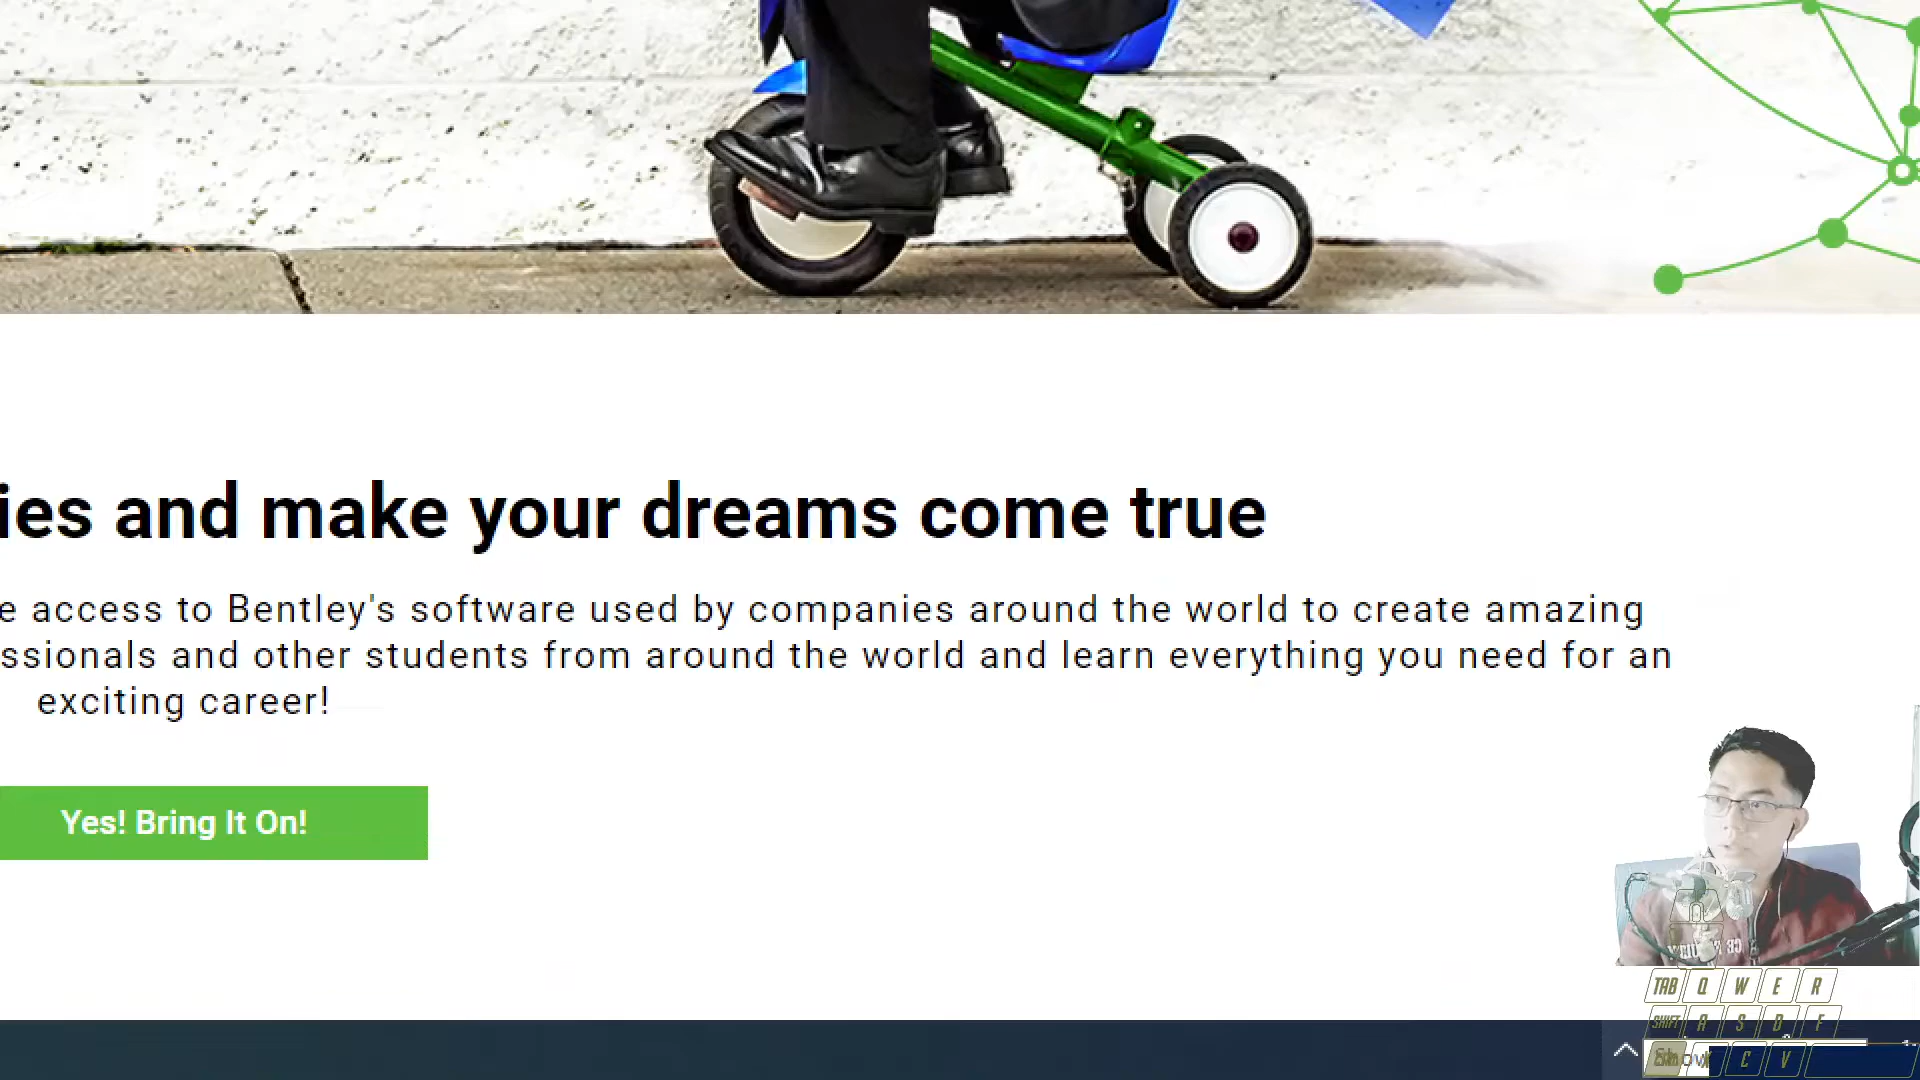 ies and make your dreams come true
e access to Bentley's software used by companies around the world to create amazing
ssionals and other students from around the world and learn everything you need for an
exciting career!
Yes! Bring It On!
TAB Q W E R
SHIFT A S D F
C V